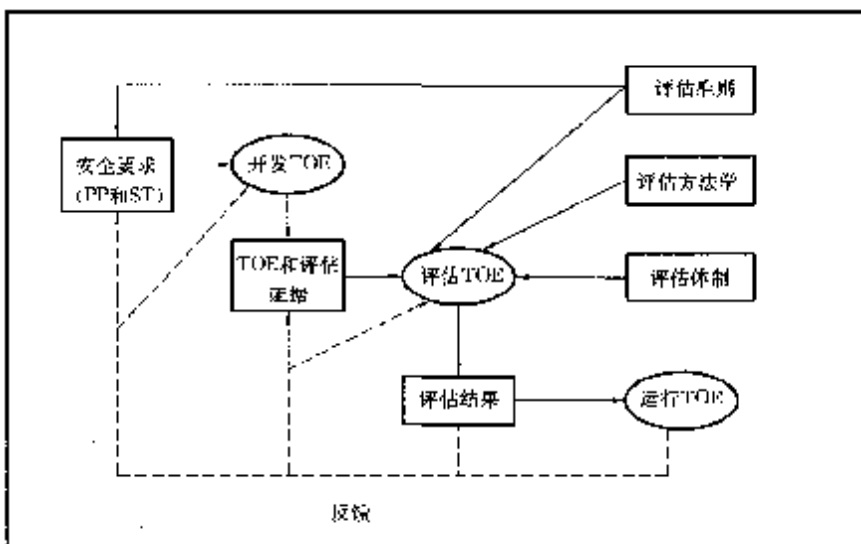 评估准则
安全要求
(PP和ST)
开发TOE
评估方法学
TOE和评估
证据
评估TOE
评估体制
评估结果
运行TOE
反馈